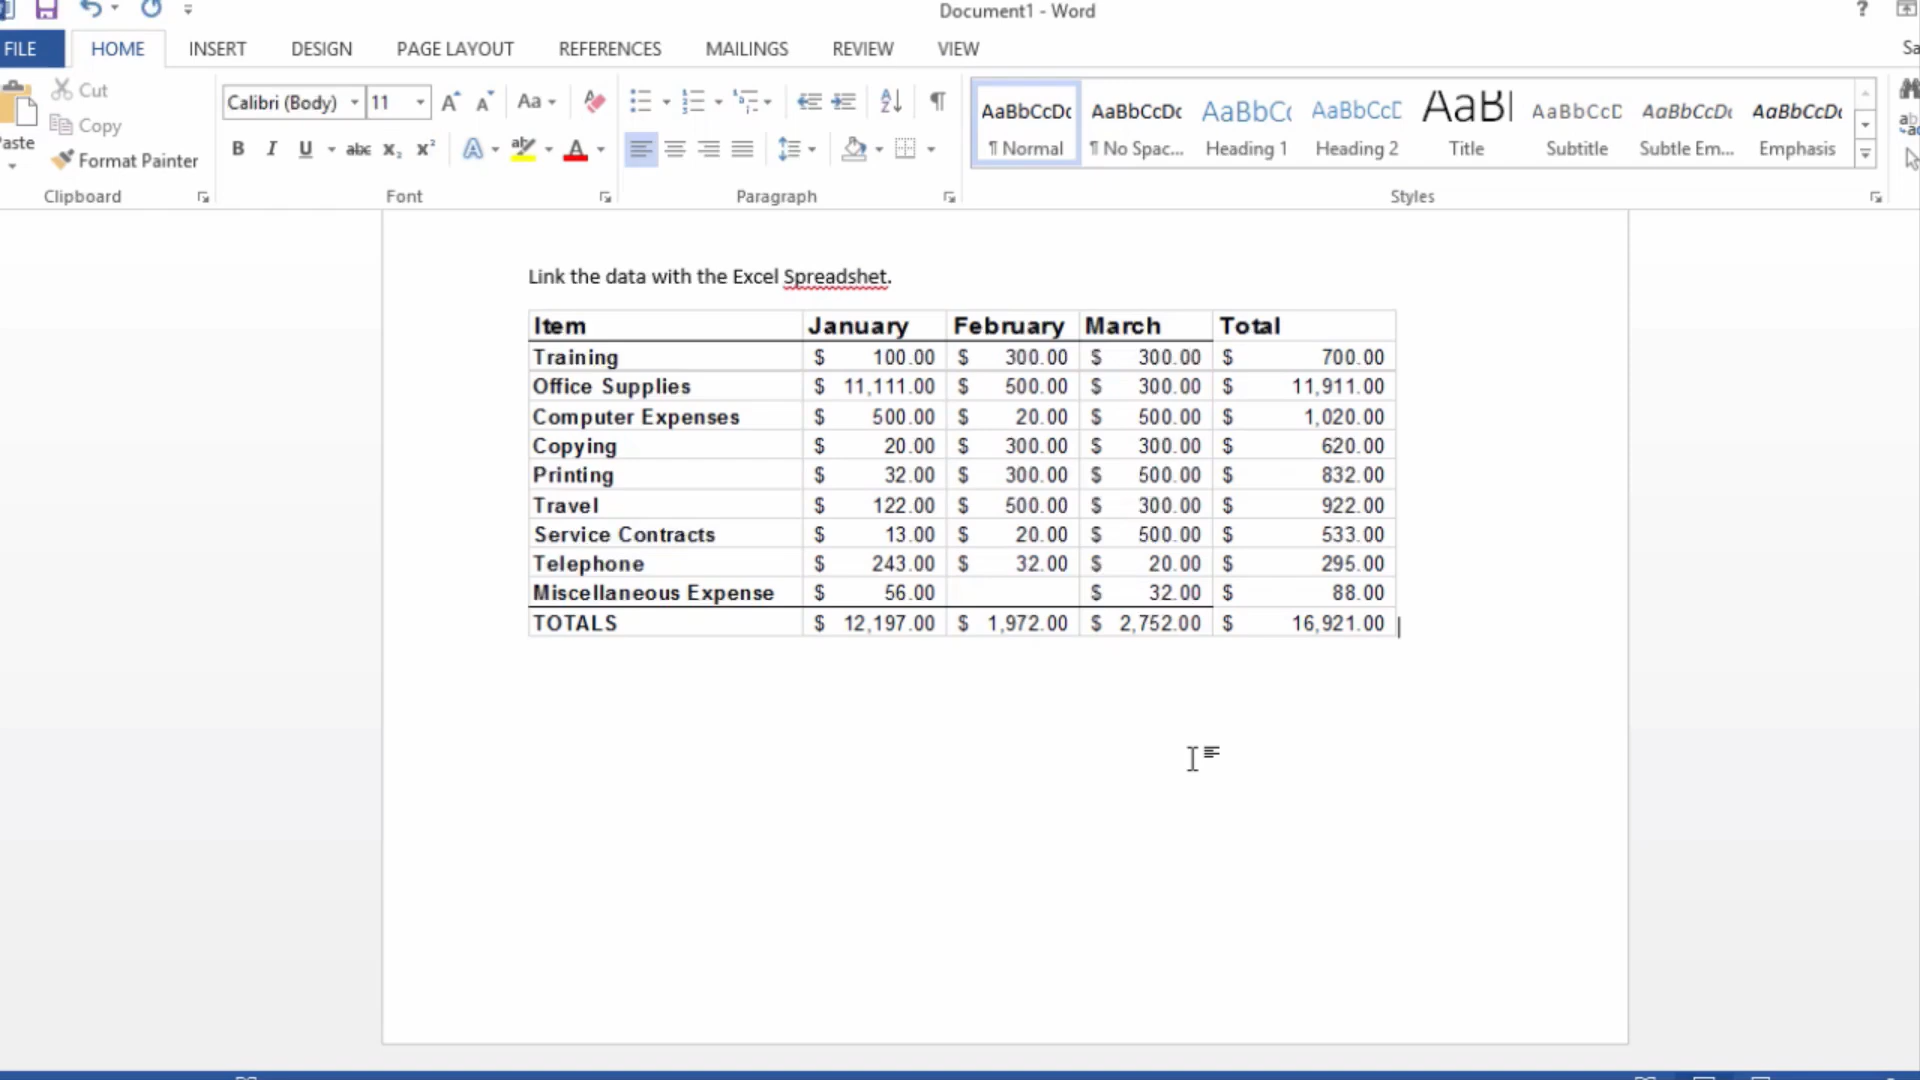 Document1 - Word
?
FILE HOME INSERT DESIGN PAGE LAYOUT REFERENCES MAILINGS REVIEW VIEW
Cut
Copy
Format Painter
Clipboard
Calibri (Body) 11 Aa
B I U abc x₂ x² A aby A
Font
Paragraph
AaBbCcDc AaBbCcDc AaBbCc AaBbCcD AaB AaBbCcD AaBbCcDc AaBbCcDc
¶ Normal ¶ No Spac... Heading 1 Heading 2 Title Subtitle Subtle Em... Emphasis
Styles
Link the data with the Excel Spreadshet.
Item January February March Total
Training $ 100.00 $ 300.00 $ 300.00 $ 700.00
Office Supplies $ 11,111.00 $ 500.00 $ 300.00 $ 11,911.00
Computer Expenses $ 500.00 $ 20.00 $ 500.00 $ 1,020.00
Copying $ 20.00 $ 300.00 $ 300.00 $ 620.00
Printing $ 32.00 $ 300.00 $ 500.00 $ 832.00
Travel $ 122.00 $ 500.00 $ 300.00 $ 922.00
Service Contracts $ 13.00 $ 20.00 $ 500.00 $ 533.00
Telephone $ 243.00 $ 32.00 $ 20.00 $ 295.00
Miscellaneous Expense $ 56.00 $ 32.00 $ 88.00
TOTALS $ 12,197.00 $ 1,972.00 $ 2,752.00 $ 16,921.00